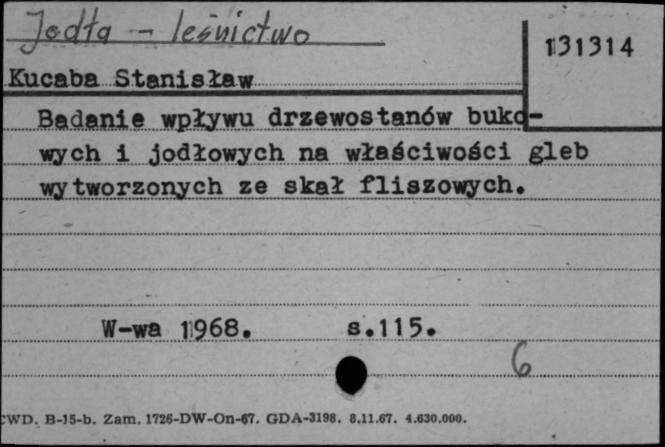 Jodła - leśnictwo
131314
Kucaba Stanisław
Badanie wpływu drzewostanów buko-
wych i jodłowych na właściwości gleb
wytworzonych ze skał fliszowych.
W-wa 1968. s.115.
6
CWD. B-15-b. Zam. 1726-DW-On-67. GDA-3198. 8.11.67. 4.630.000.